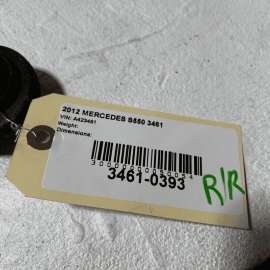 2012 MERCEDES S550 3461
VIN: A423461
Weight:
Dimensions:
3461-0393
R/R